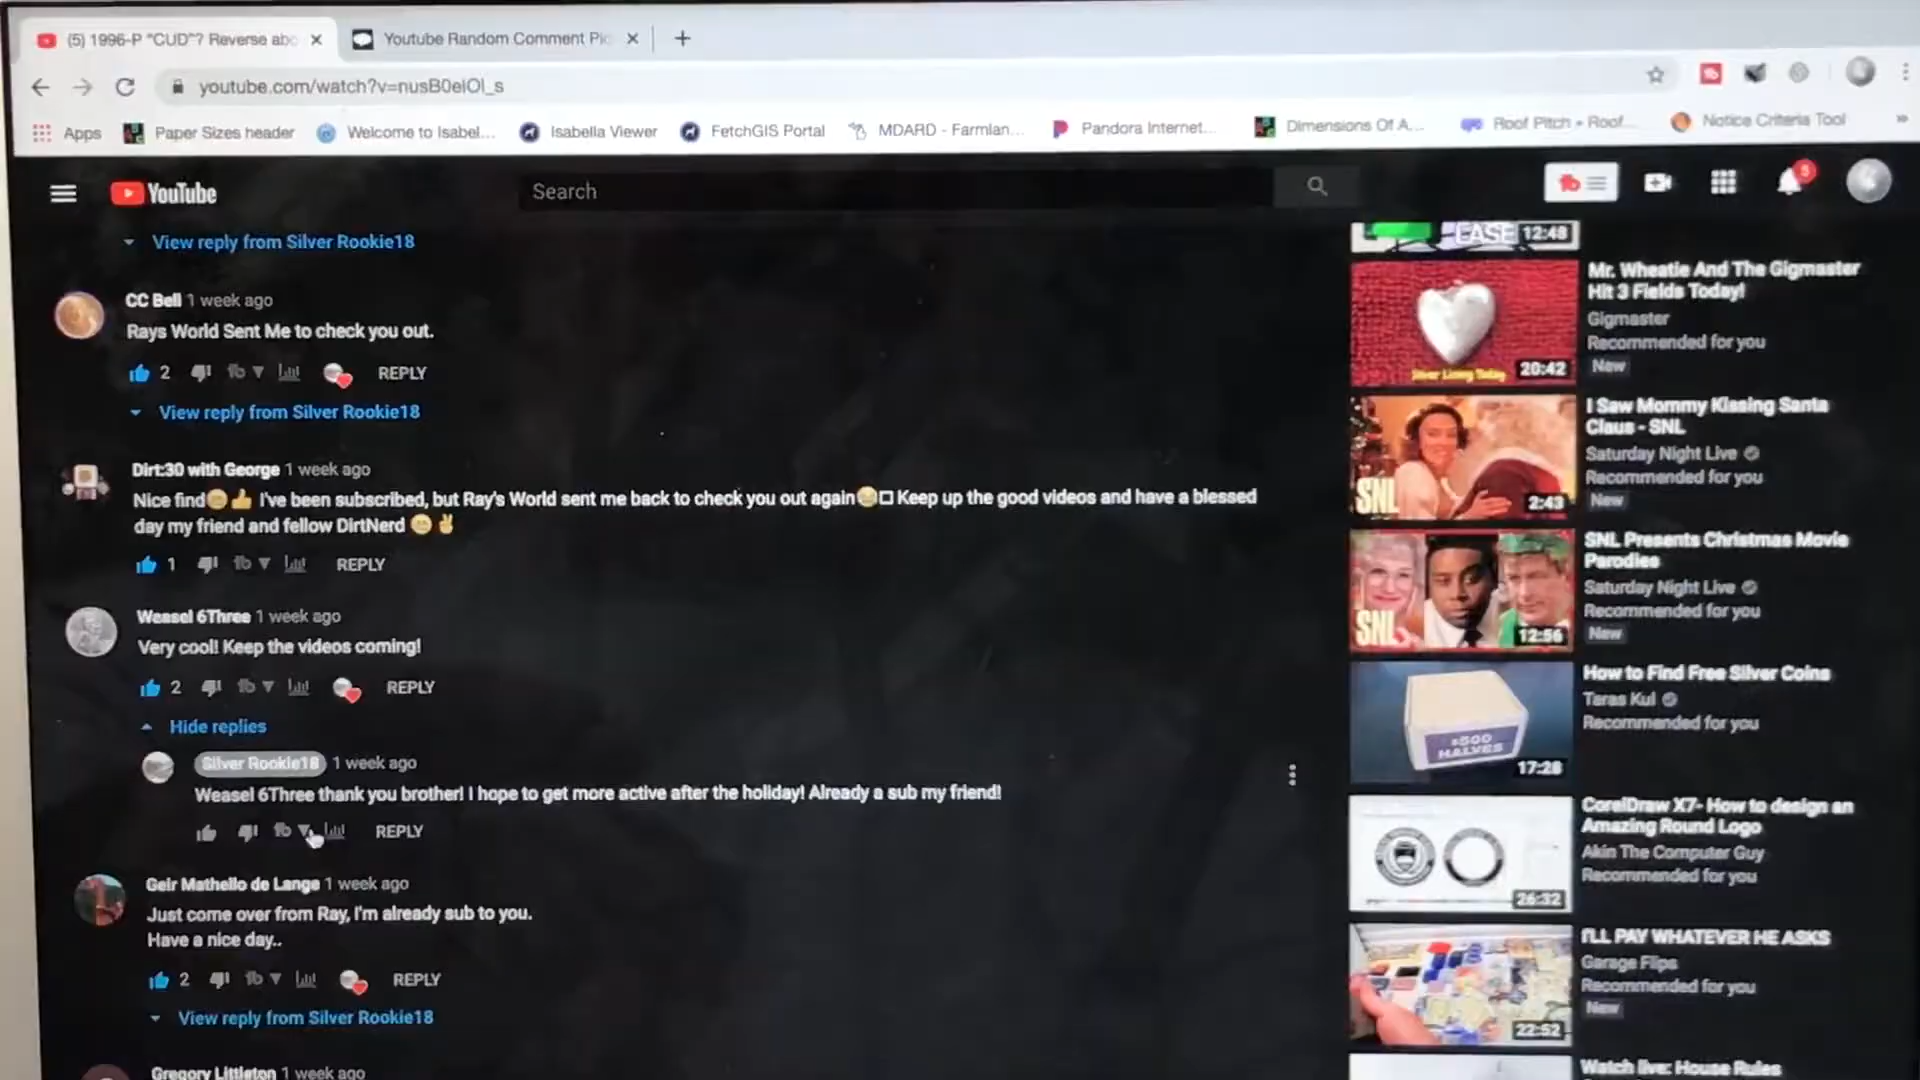 (5) 1996-P "CUD"? Reverse abo
Youtube Random Comment Pic
youtube.com/watch?v=nusB0eiOl_s
Apps
Paper Sizes header
Welcome to Isabel...
Isabella Viewer
FetchGIS Portal
MDARD - Farmlan...
Pandora Internet...
Dimensions Of A...
Roof Pitch • Roof...
Notice Criteria Tool
YouTube
Search
5
View reply from Silver Rookie18
CC Bell 1 week ago
Rays World Sent Me to check you out.
2
REPLY
View reply from Silver Rookie18
Dirt:30 with George 1 week ago
Nice find😁👍 I've been subscribed, but Ray's World sent me back to check you out again😁□ Keep up the good videos and have a blessed
day my friend and fellow DirtNerd 😁✌
1
REPLY
Weasel 6Three 1 week ago
Very cool! Keep the videos coming!
2
REPLY
Hide replies
Silver Rookie18 1 week ago
Weasel 6Three thank you brother! I hope to get more active after the holiday! Already a sub my friend!
REPLY
Geir Mathello de Lange 1 week ago
Just come over from Ray, I'm already sub to you.
Have a nice day..
2
REPLY
View reply from Silver Rookie18
Gregory Littleton 1 week ago
EASE 12:48
Silver Lining Today
20:42
Mr. Wheatie And The Gigmaster
Hit 3 Fields Today!
Gigmaster
Recommended for you
New
SNL
2:43
I Saw Mommy Kissing Santa
Claus - SNL
Saturday Night Live
Recommended for you
New
SNL
12:56
SNL Presents Christmas Movie
Parodies
Saturday Night Live
Recommended for you
New
$500
HALVES
17:28
How to Find Free Silver Coins
Taras Kul
Recommended for you
26:32
CorelDraw X7- How to design an
Amazing Round Logo
Akin The Computer Guy
Recommended for you
22:52
I'LL PAY WHATEVER HE ASKS
Garage Flips
Recommended for you
New
Watch live: House Rules